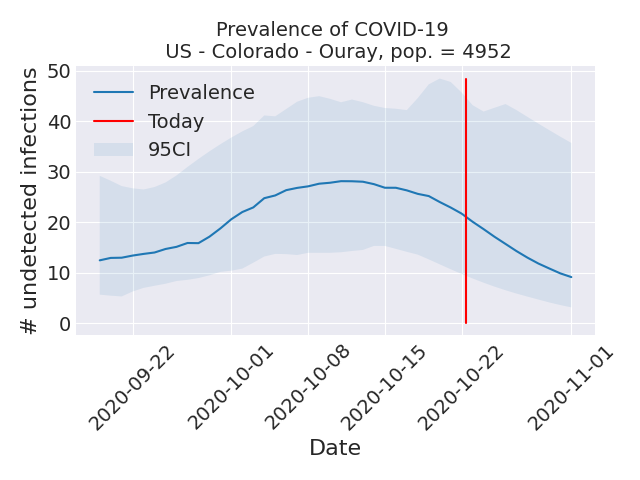 Prevalence of COVID-19
US - Colorado - Ouray, pop. = 4952
# undetected infections
50
40
30
20
10
0
Prevalence
Today
95CI
2020-09-22
2020-10-01
2020-10-08
2020-10-15
2020-10-22
2020-11-01
Date